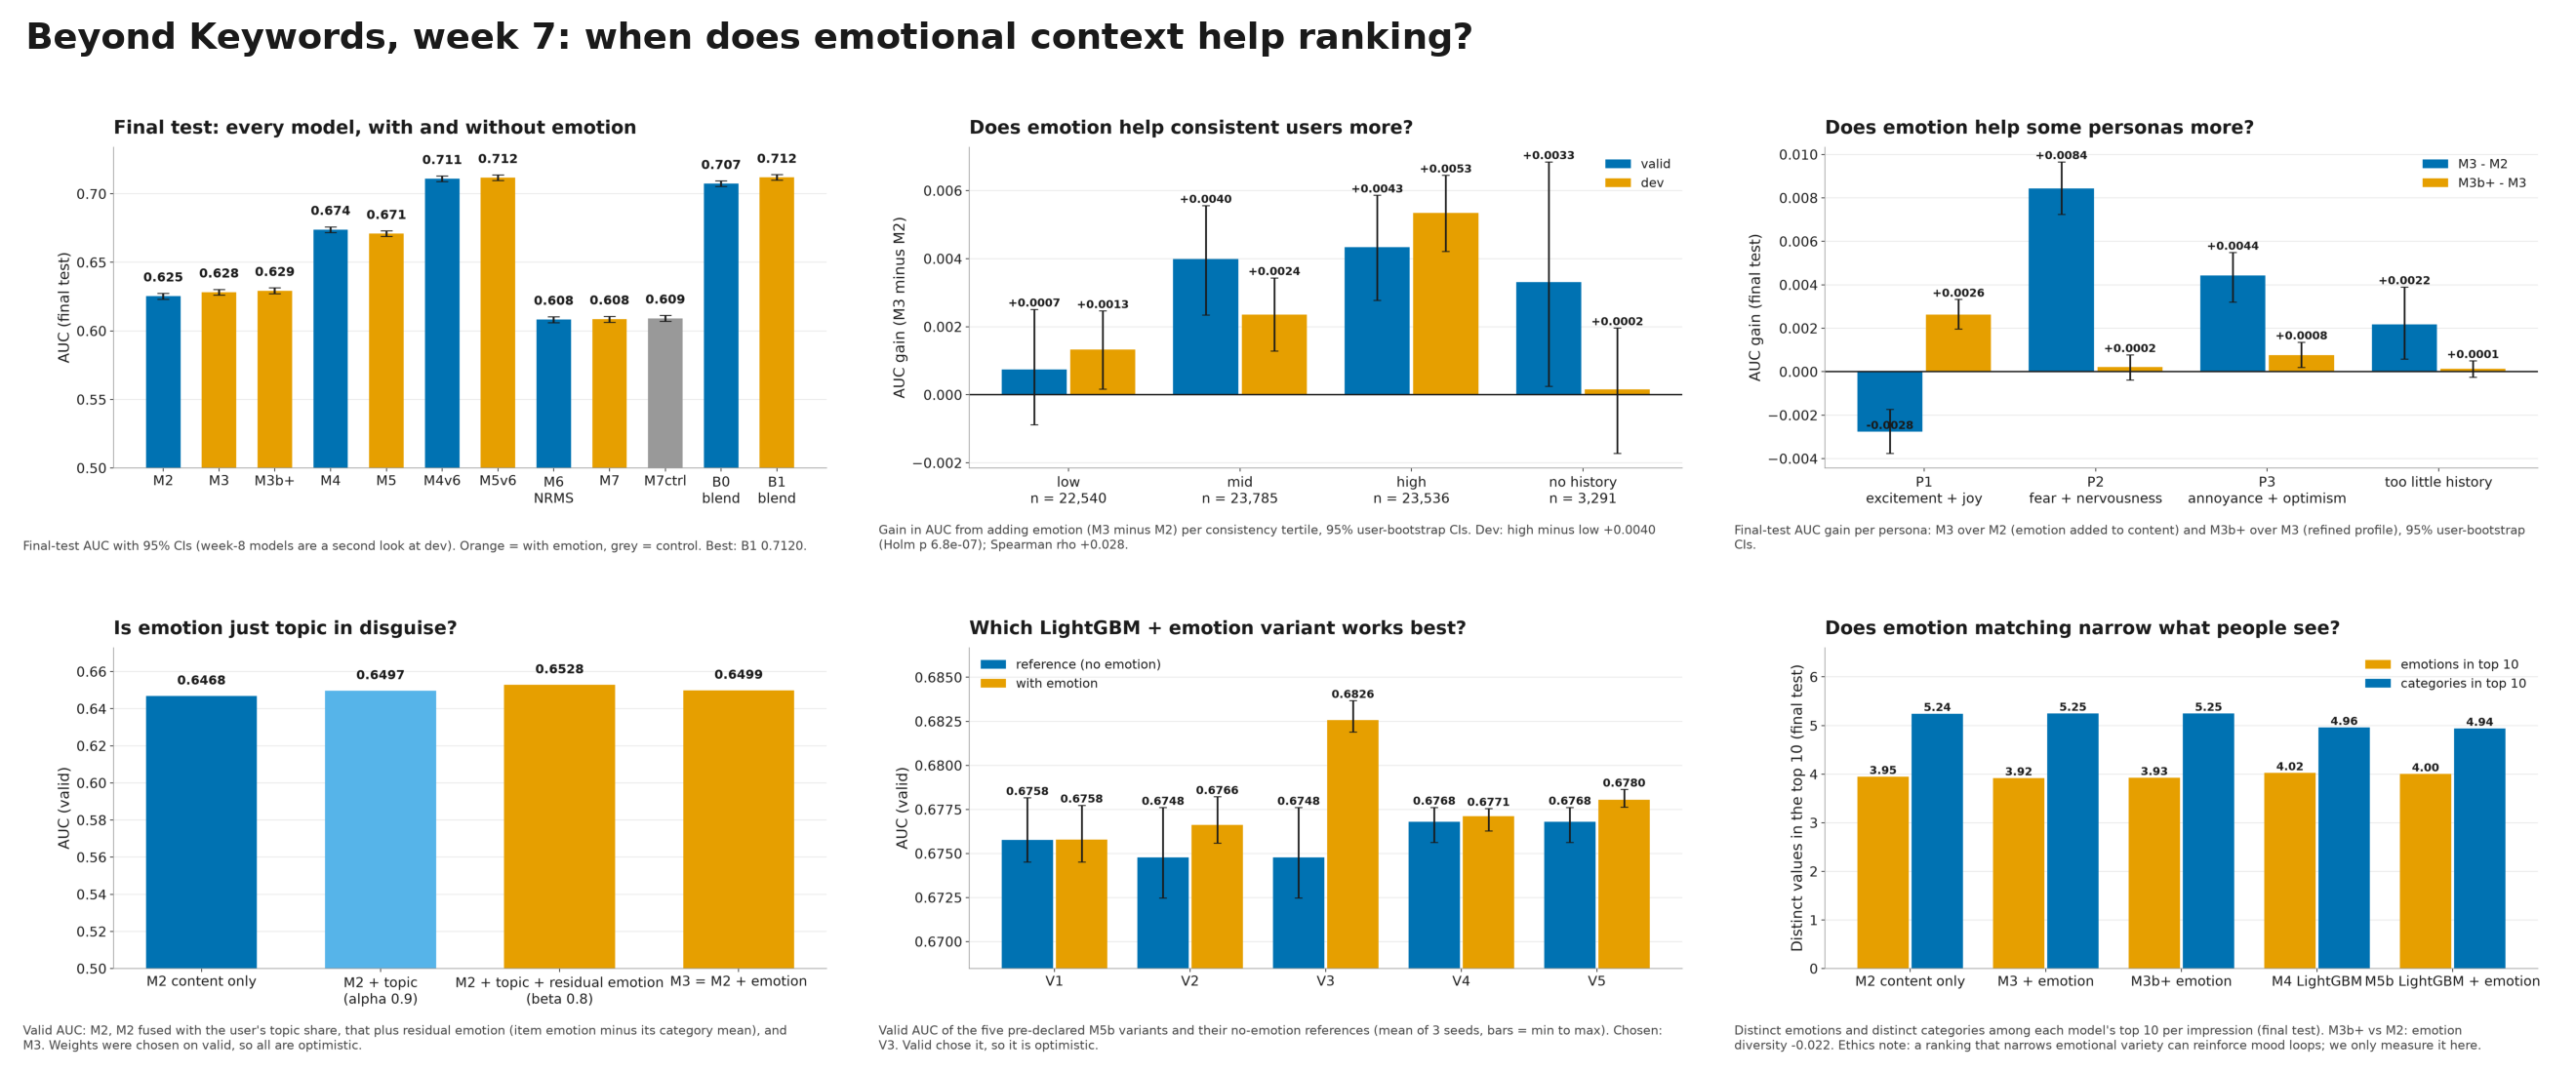 Beyond Keywords, week 7: when does emotional context help ranking?
Final test: every model, with and without emotion
AUC (final test)
0.70
0.65
0.60
0.55
0.50
0.625
0.628
0.629
0.674
0.671
0.711
0.712
0.608
0.608
0.609
0.707
0.712
M2
M3
M3b+
M4
M5
M4v6
M5v6
M6
NRMS
M7
M7ctrl
B0
blend
B1
blend
Final-test AUC with 95% CIs (week-8 models are a second look at dev). Orange = with emotion, grey = control. Best: B1 0.7120.
Does emotion help consistent users more?
AUC gain (M3 minus M2)
0.006
0.004
0.002
0.000
−0.002
valid
dev
+0.0007
+0.0013
+0.0040
+0.0024
+0.0043
+0.0053
+0.0033
+0.0002
low
n = 22,540
mid
n = 23,785
high
n = 23,536
no history
n = 3,291
Gain in AUC from adding emotion (M3 minus M2) per consistency tertile, 95% user-bootstrap CIs. Dev: high minus low +0.0040
(Holm p 6.8e-07); Spearman rho +0.028.
Does emotion help some personas more?
AUC gain (final test)
0.010
0.008
0.006
0.004
0.002
0.000
−0.002
−0.004
M3 - M2
M3b+ - M3
-0.0028
+0.0026
+0.0084
+0.0002
+0.0044
+0.0008
+0.0022
+0.0001
P1
excitement + joy
P2
fear + nervousness
P3
annoyance + optimism
too little history
Final-test AUC gain per persona: M3 over M2 (emotion added to content) and M3b+ over M3 (refined profile), 95% user-bootstrap
CIs.
Is emotion just topic in disguise?
AUC (valid)
0.66
0.64
0.62
0.60
0.58
0.56
0.54
0.52
0.50
0.6468
0.6497
0.6528
0.6499
M2 content only
M2 + topic
(alpha 0.9)
M2 + topic + residual emotion
(beta 0.8)
M3 = M2 + emotion
Valid AUC: M2, M2 fused with the user's topic share, that plus residual emotion (item emotion minus its category mean), and
M3. Weights were chosen on valid, so all are optimistic.
Which LightGBM + emotion variant works best?
AUC (valid)
0.6850
0.6825
0.6800
0.6775
0.6750
0.6725
0.6700
reference (no emotion)
with emotion
0.6758
0.6758
0.6748
0.6766
0.6748
0.6826
0.6768
0.6771
0.6768
0.6780
V1
V2
V3
V4
V5
Valid AUC of the five pre-declared M5b variants and their no-emotion references (mean of 3 seeds, bars = min to max). Chosen:
V3. Valid chose it, so it is optimistic.
Does emotion matching narrow what people see?
Distinct values in the top 10 (final test)
6
5
4
3
2
1
0
emotions in top 10
categories in top 10
3.95
5.24
3.92
5.25
3.93
5.25
4.02
4.96
4.00
4.94
M2 content only
M3 + emotion
M3b+ emotion
M4 LightGBM
M5b LightGBM + emotion
Distinct emotions and distinct categories among each model's top 10 per impression (final test). M3b+ vs M2: emotion
diversity -0.022. Ethics note: a ranking that narrows emotional variety can reinforce mood loops; we only measure it here.